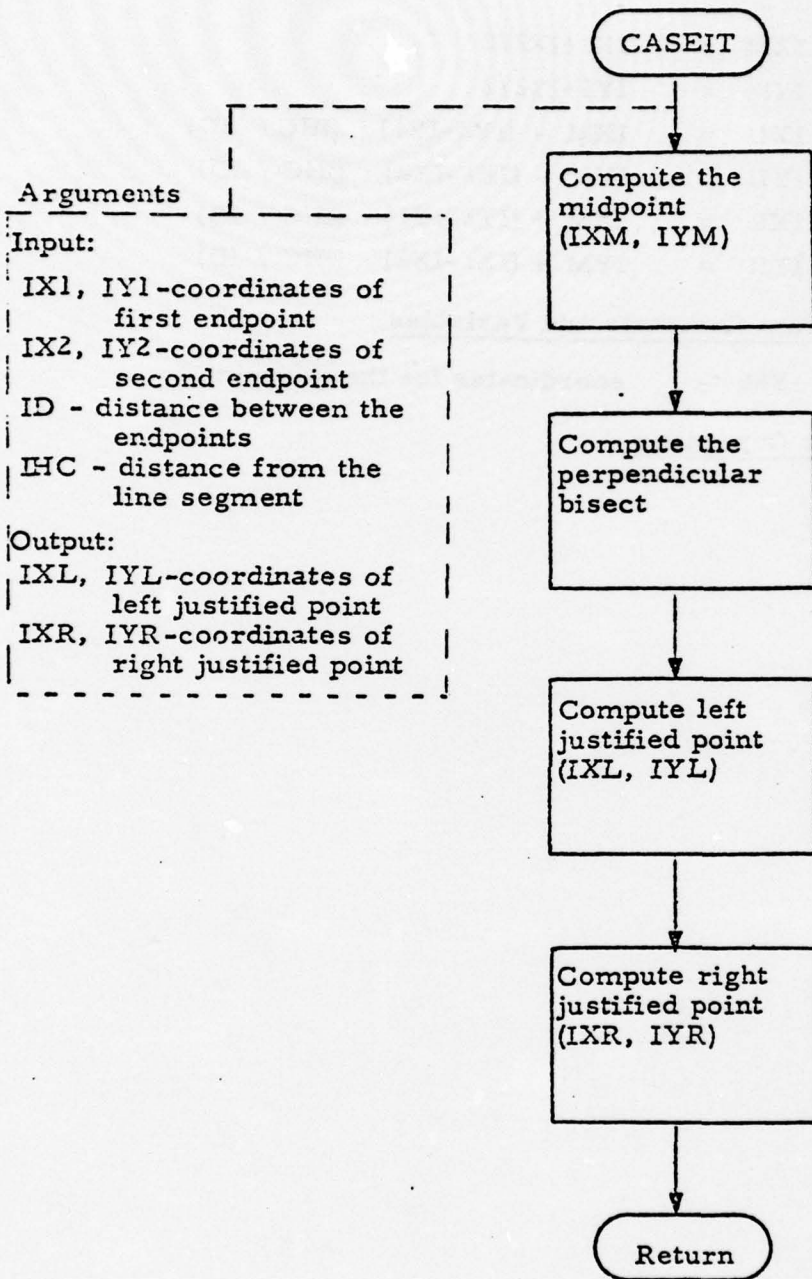 CASEIT
Arguments
Input:
IX1, IY1-coordinates of
first endpoint
IX2, IY2-coordinates of
second endpoint
ID - distance between the
endpoints
IHC - distance from the
line segment
Output:
IXL, IYL-coordinates of
left justified point
IXR, IYR-coordinates of
right justified point
Compute the
midpoint
(IXM, IYM)
Compute the
perpendicular
bisect
Compute left
justified point
(IXL, IYL)
Compute right
justified point
(IXR, IYR)
Return